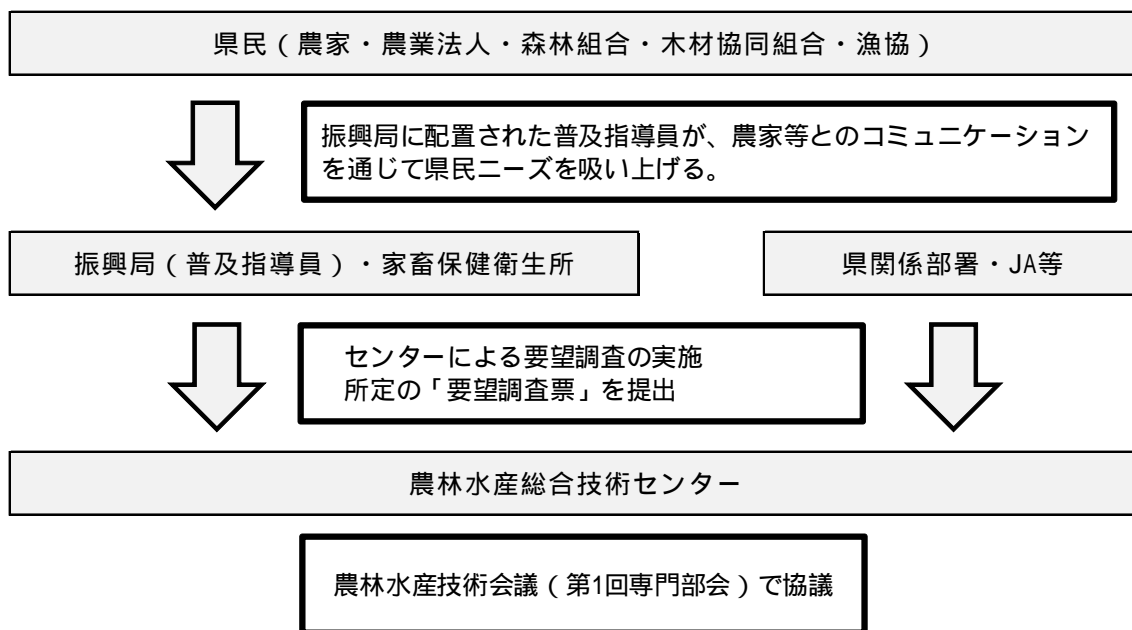 県民（農家・農業法人・森林組合・木材協同組合・漁協）
振興局に配置された普及指導員が、農家等とのコミュニケーション
を通じて県民ニーズを吸い上げる。
振興局（普及指導員）・家畜保健衛生所
県関係部署・JA等
センターによる要望調査の実施
所定の「要望調査票」を提出
農林水産総合技術センター
農林水産技術会議（第1回専門部会）で協議